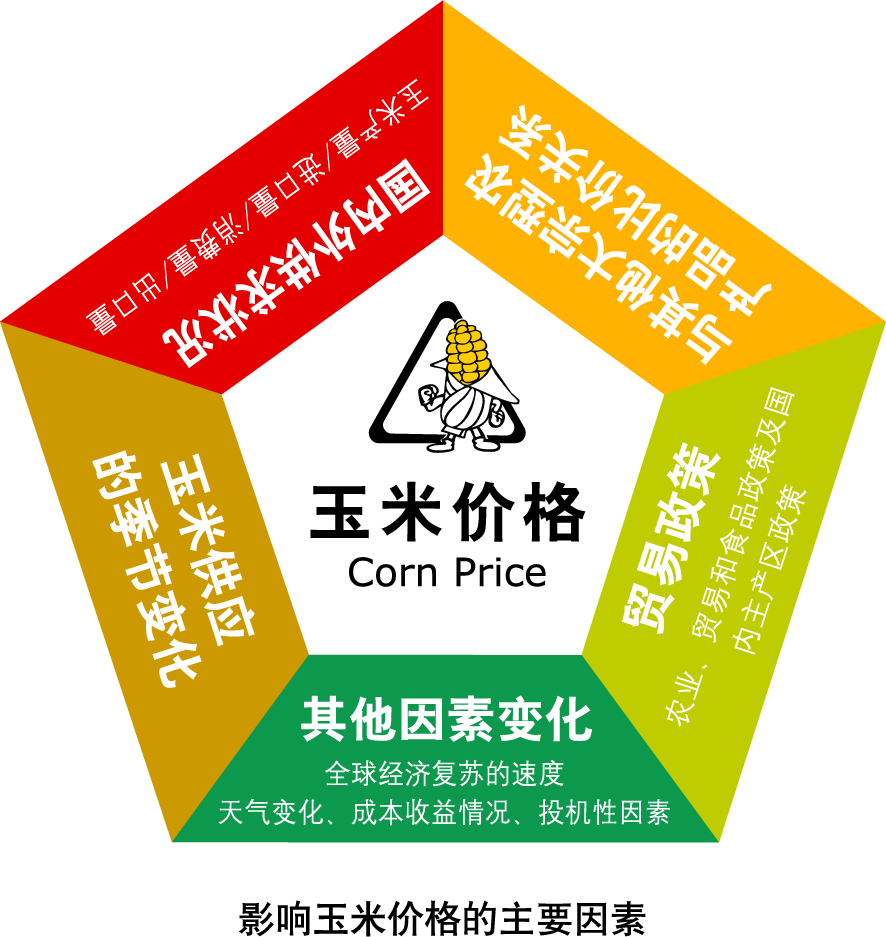 国内外供求状况
玉米产量/进口量/消费量/出口量
与其他大宗型农
产品的比价关系
玉米供应
的季节变化
玉米价格
Corn Price
贸易政策
农业、贸易和食品政策及国
内主产区政策
其他因素变化
全球经济复苏的速度
天气变化、成本收益情况、投机性因素
影响玉米价格的主要因素